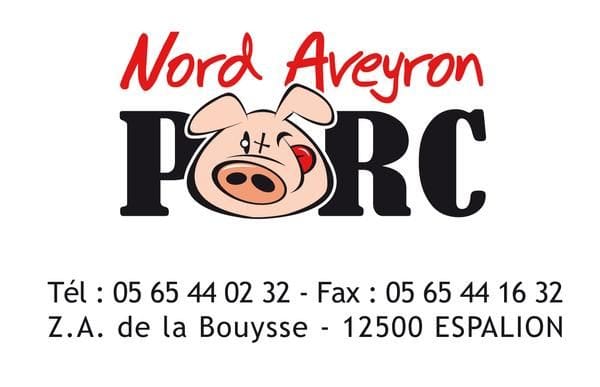 Nord Aveyron
PORC
Tél : 05 65 44 02 32 - Fax : 05 65 44 16 32
Z.A. de la Bouysse - 12500 ESPALION